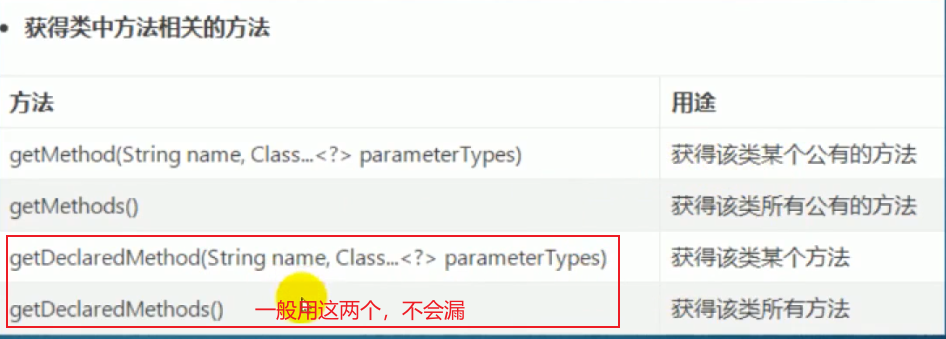 • 获得类中方法相关的方法
方法 用途
getMethod(String name, Class...<?> parameterTypes) 获得该类某个公有的方法
getMethods() 获得该类所有公有的方法
getDeclaredMethod(String name, Class...<?> parameterTypes) 获得该类某个方法
getDeclaredMethods() 一般用这两个，不会漏 获得该类所有方法